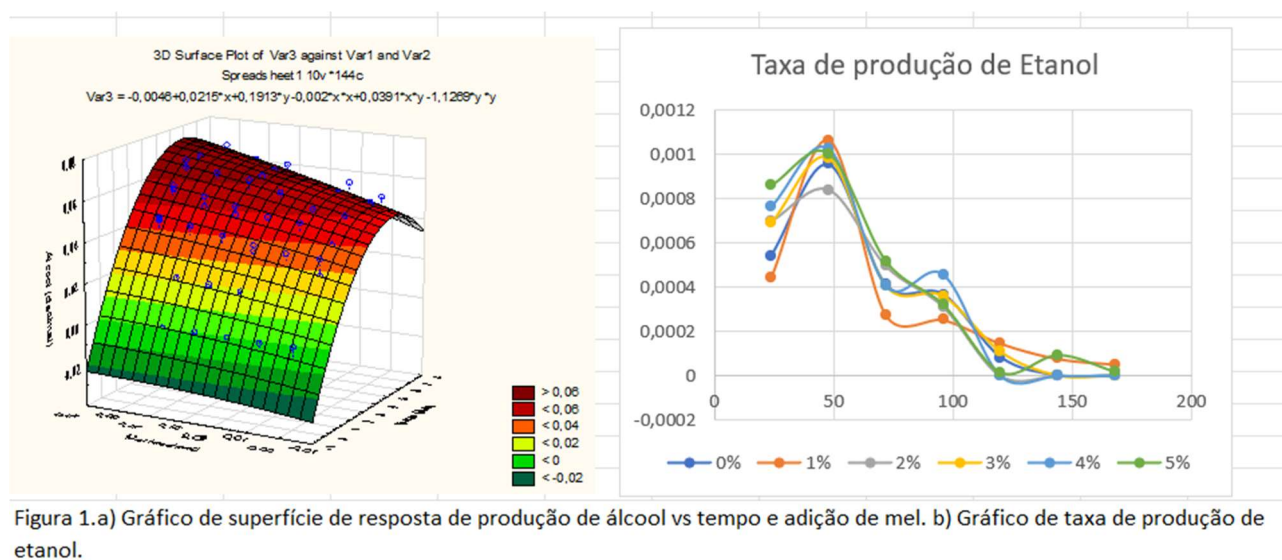 3D Surface Plot of Var3 against Var1 and Var2
Spreadsheet1 10v*144c
Var3 = -0,0046+0,0215*x+0,1913*y-0,002*x*x+0,0391*x*y-1,1269*y*y
> 0,06
< 0,06
< 0,04
< 0,02
< 0
< -0,02
Taxa de produção de Etanol
0,0012
0,001
0,0008
0,0006
0,0004
0,0002
0
-0,0002
0 50 100 150 200
0% 1% 2% 3% 4% 5%
Figura 1.a) Gráfico de superfície de resposta de produção de álcool vs tempo e adição de mel. b) Gráfico de taxa de produção de
etanol.